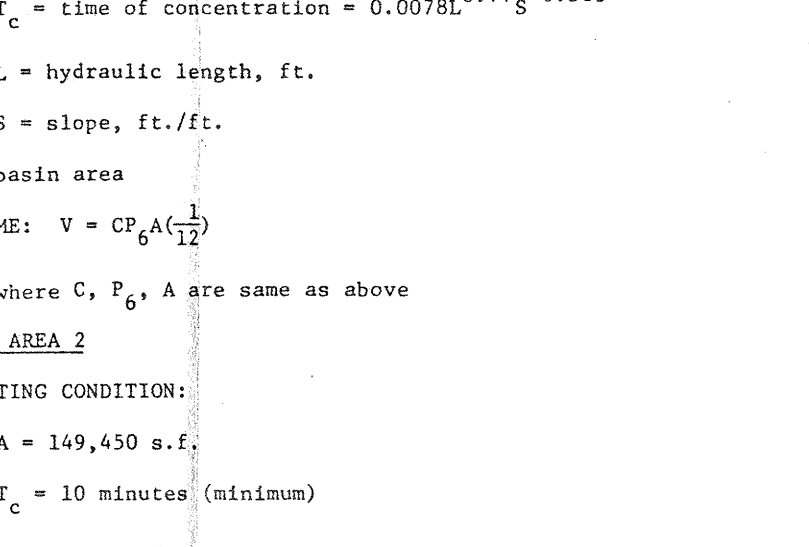 T_c = time of concentration = 0.0078L S
L = hydraulic length, ft.
S = slope, ft./ft.
basin area
ME: V = CP_6A(1/12)
where C, P_6, A are same as above
AREA 2
TING CONDITION:
A = 149,450 s.f.
T_c = 10 minutes (minimum)